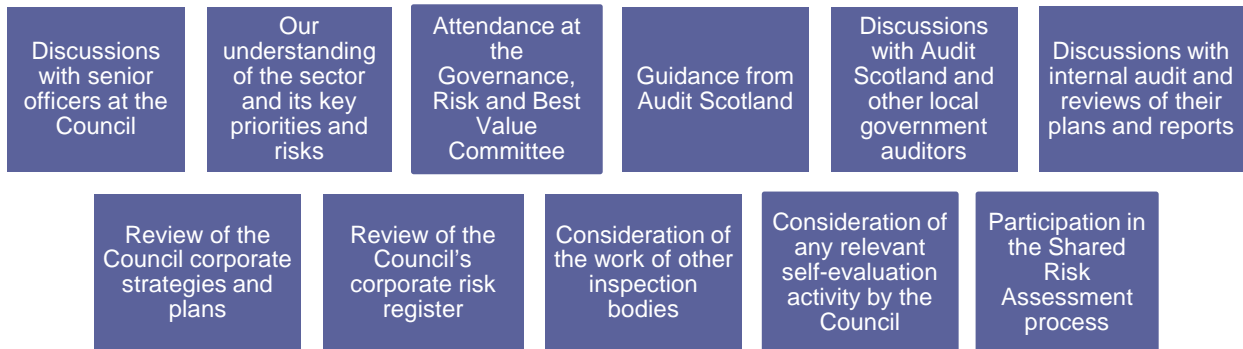 Discussions
with senior
officers at the
Council
Our
understanding
of the sector
and its key
priorities and
risks
Attendance at
the
Governance,
Risk and Best
Value
Committee
Guidance from
Audit Scotland
Discussions
with Audit
Scotland and
other local
government
auditors
Discussions with
internal audit and
reviews of their
plans and reports
Review of the
Council corporate
strategies and
plans
Review of the
Council’s
corporate risk
register
Consideration of
the work of other
inspection
bodies
Consideration of
any relevant
self-evaluation
activity by the
Council
Participation in
the Shared
Risk
Assessment
process